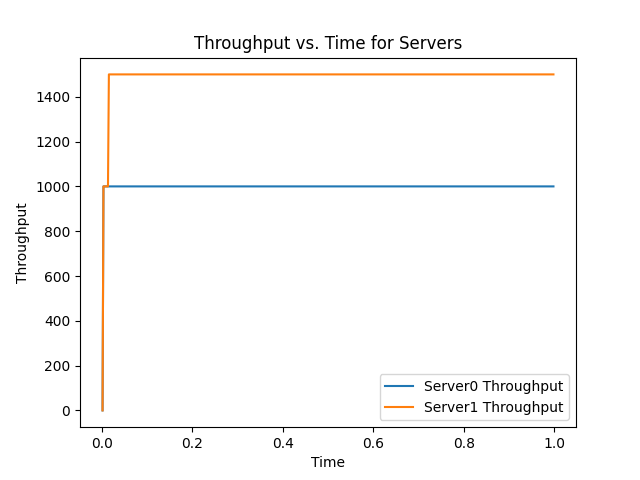 Throughput vs. Time for Servers
1400
1200
1000
800
600
400
200
0
Throughput
0.0 0.2 0.4 0.6 0.8 1.0
Time
Server0 Throughput
Server1 Throughput